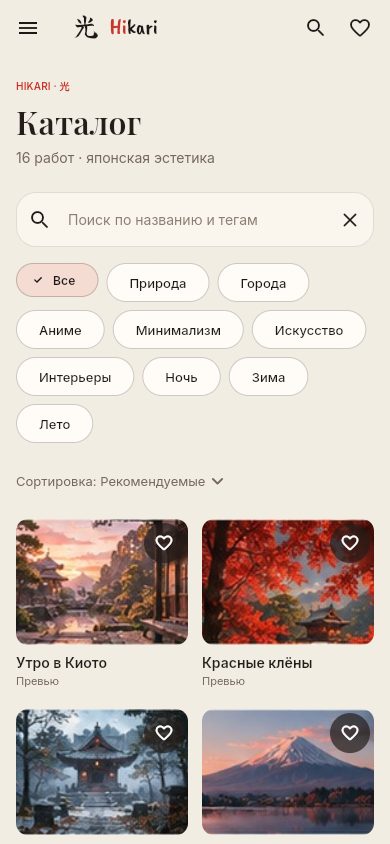 光 Hikari
HIKARI · 光
Каталог
16 работ · японская эстетика
Поиск по названию и тегам
Все Природа Города
Аниме Минимализм Искусство
Интерьеры Ночь Зима
Лето
Сортировка: Рекомендуемые
Утро в Киото Красные клёны
Превью Превью